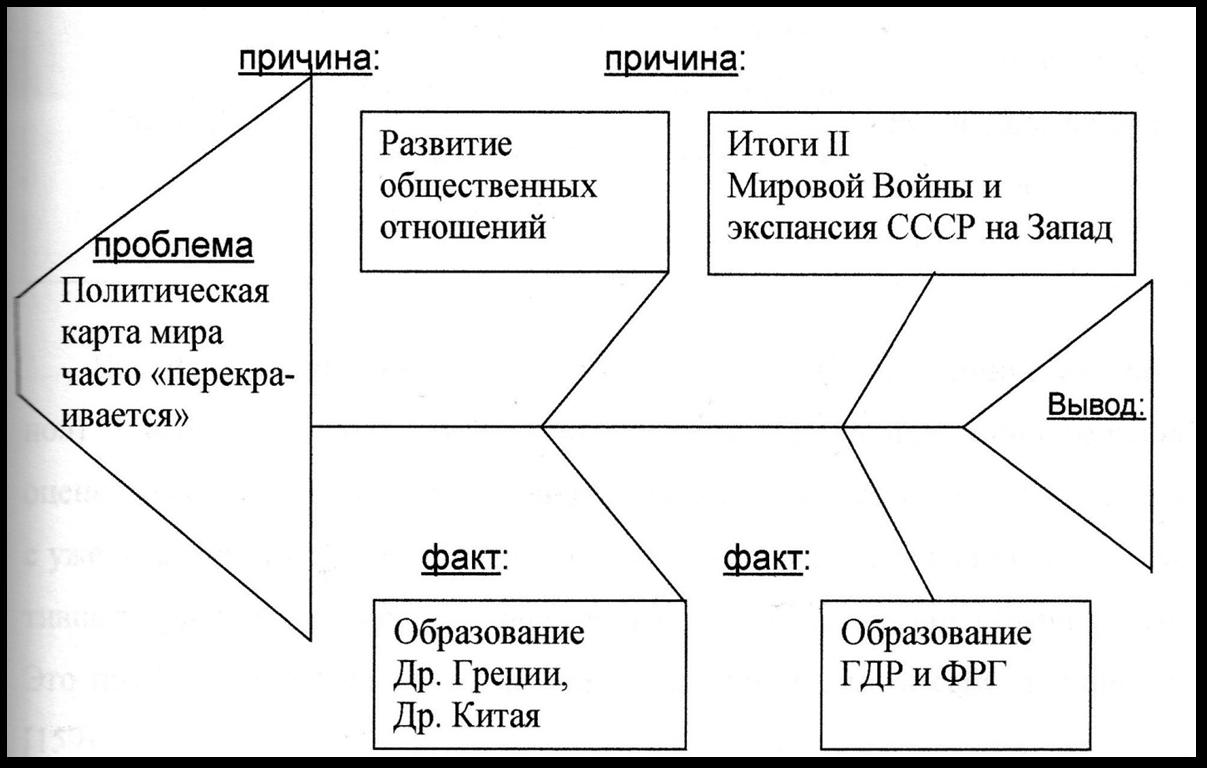 причина:
причина:
Развитие
общественных
отношений
Итоги II
Мировой Войны и
экспансия СССР на Запад
проблема
Политическая
карта мира
часто «перекра-
ивается»
Вывод:
факт:
факт:
Образование
Др. Греции,
Др. Китая
Образование
ГДР и ФРГ